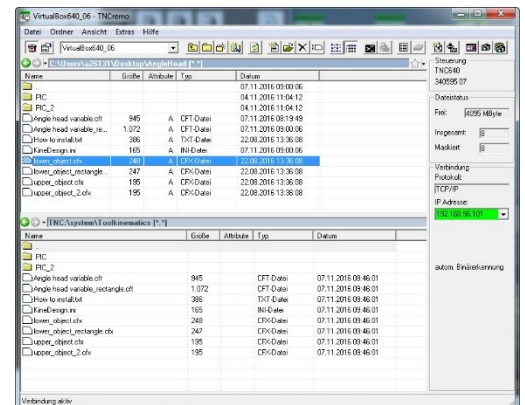 VirtualBox640_06 - TNCremo
Datei Ordner Ansicht Extras Hilfe
VirtualBox640_06
C:\Users\a26131\Desktop\AngleHead [*.*]
Name Größe Attribute Typ Datum
.. 07.11.2016 09:00:06
PIC 04.11.2016 11:04:12
PIC_2 04.11.2016 11:04:12
Angle head variable.cft 945 A CFT-Datei 07.11.2016 08:19:49
Angle head variable_re... 1.072 A CFT-Datei 07.11.2016 09:00:06
How to install.txt 386 A TXT-Datei 22.08.2016 13:36:08
KineDesign.ini 165 A INI-Datei 07.11.2016 09:00:06
lower_object.cfx 248 A CFX-Datei 22.08.2016 13:36:08
lower_object_rectangle... 247 A CFX-Datei 22.08.2016 13:36:08
upper_object.cfx 195 A CFX-Datei 22.08.2016 13:36:08
upper_object_2.cfx 195 A CFX-Datei 22.08.2016 13:36:08
TNC:\system\Toolkinematics [*.*]
Name Größe Attribute Typ Datum
..
PIC
PIC_2
Angle head variable.cft 945 CFT-Datei 07.11.2016 09:46:01
Angle head variable_rectangle.cft 1.072 CFT-Datei 07.11.2016 09:46:01
How to install.txt 386 TXT-Datei 07.11.2016 09:46:01
KineDesign.ini 165 INI-Datei 07.11.2016 09:46:01
lower_object.cfx 248 CFX-Datei 07.11.2016 09:46:01
lower_object_rectangle.cfx 247 CFX-Datei 07.11.2016 09:46:01
upper_object.cfx 195 CFX-Datei 07.11.2016 09:46:01
upper_object_2.cfx 195 CFX-Datei 07.11.2016 09:46:01
Verbindung aktiv
Steuerung
TNC640
340595 07
Dateistatus
Frei: 4095 MByte
Insgesamt: 8
Markiert: 8
Verbindung
Protokoll:
TCP/IP
IP Adresse:
192.168.56.101
autom. Binärerkennung